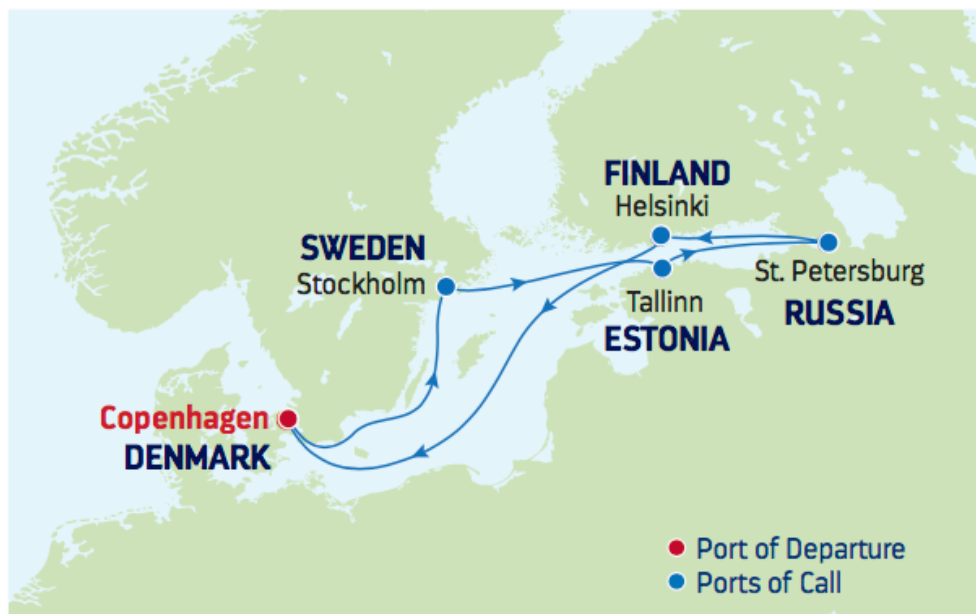 FINLAND
Helsinki
SWEDEN
Stockholm
St. Petersburg
RUSSIA
Tallinn
ESTONIA
Copenhagen
DENMARK
Port of Departure
Ports of Call